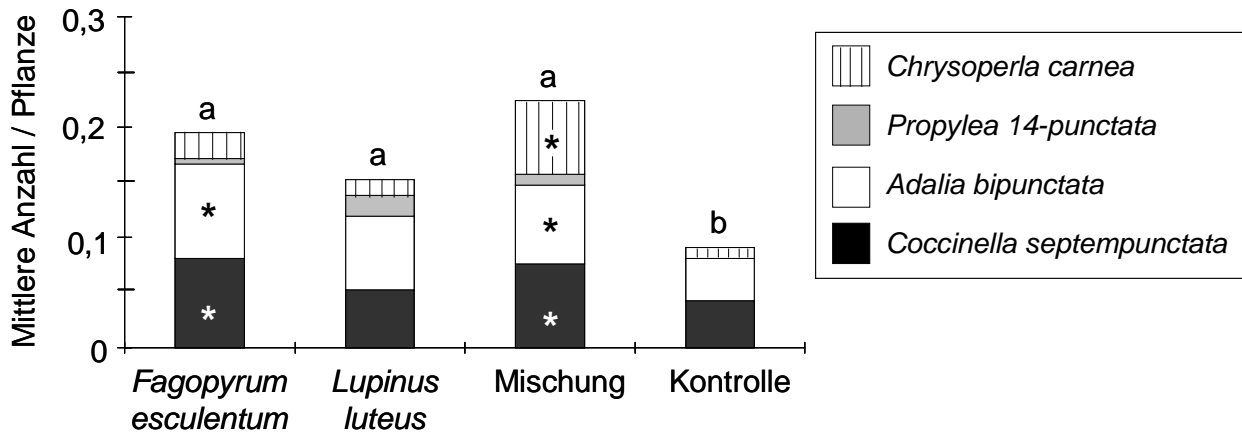 Mittlere Anzahl / Pflanze
0,3
0,2
0,1
0
a
a
a
b
*
*
*
*
*
Fagopyrum
esculentum
Lupinus
luteus
Mischung
Kontrolle
Chrysoperla carnea
Propylea 14-punctata
Adalia bipunctata
Coccinella septempunctata